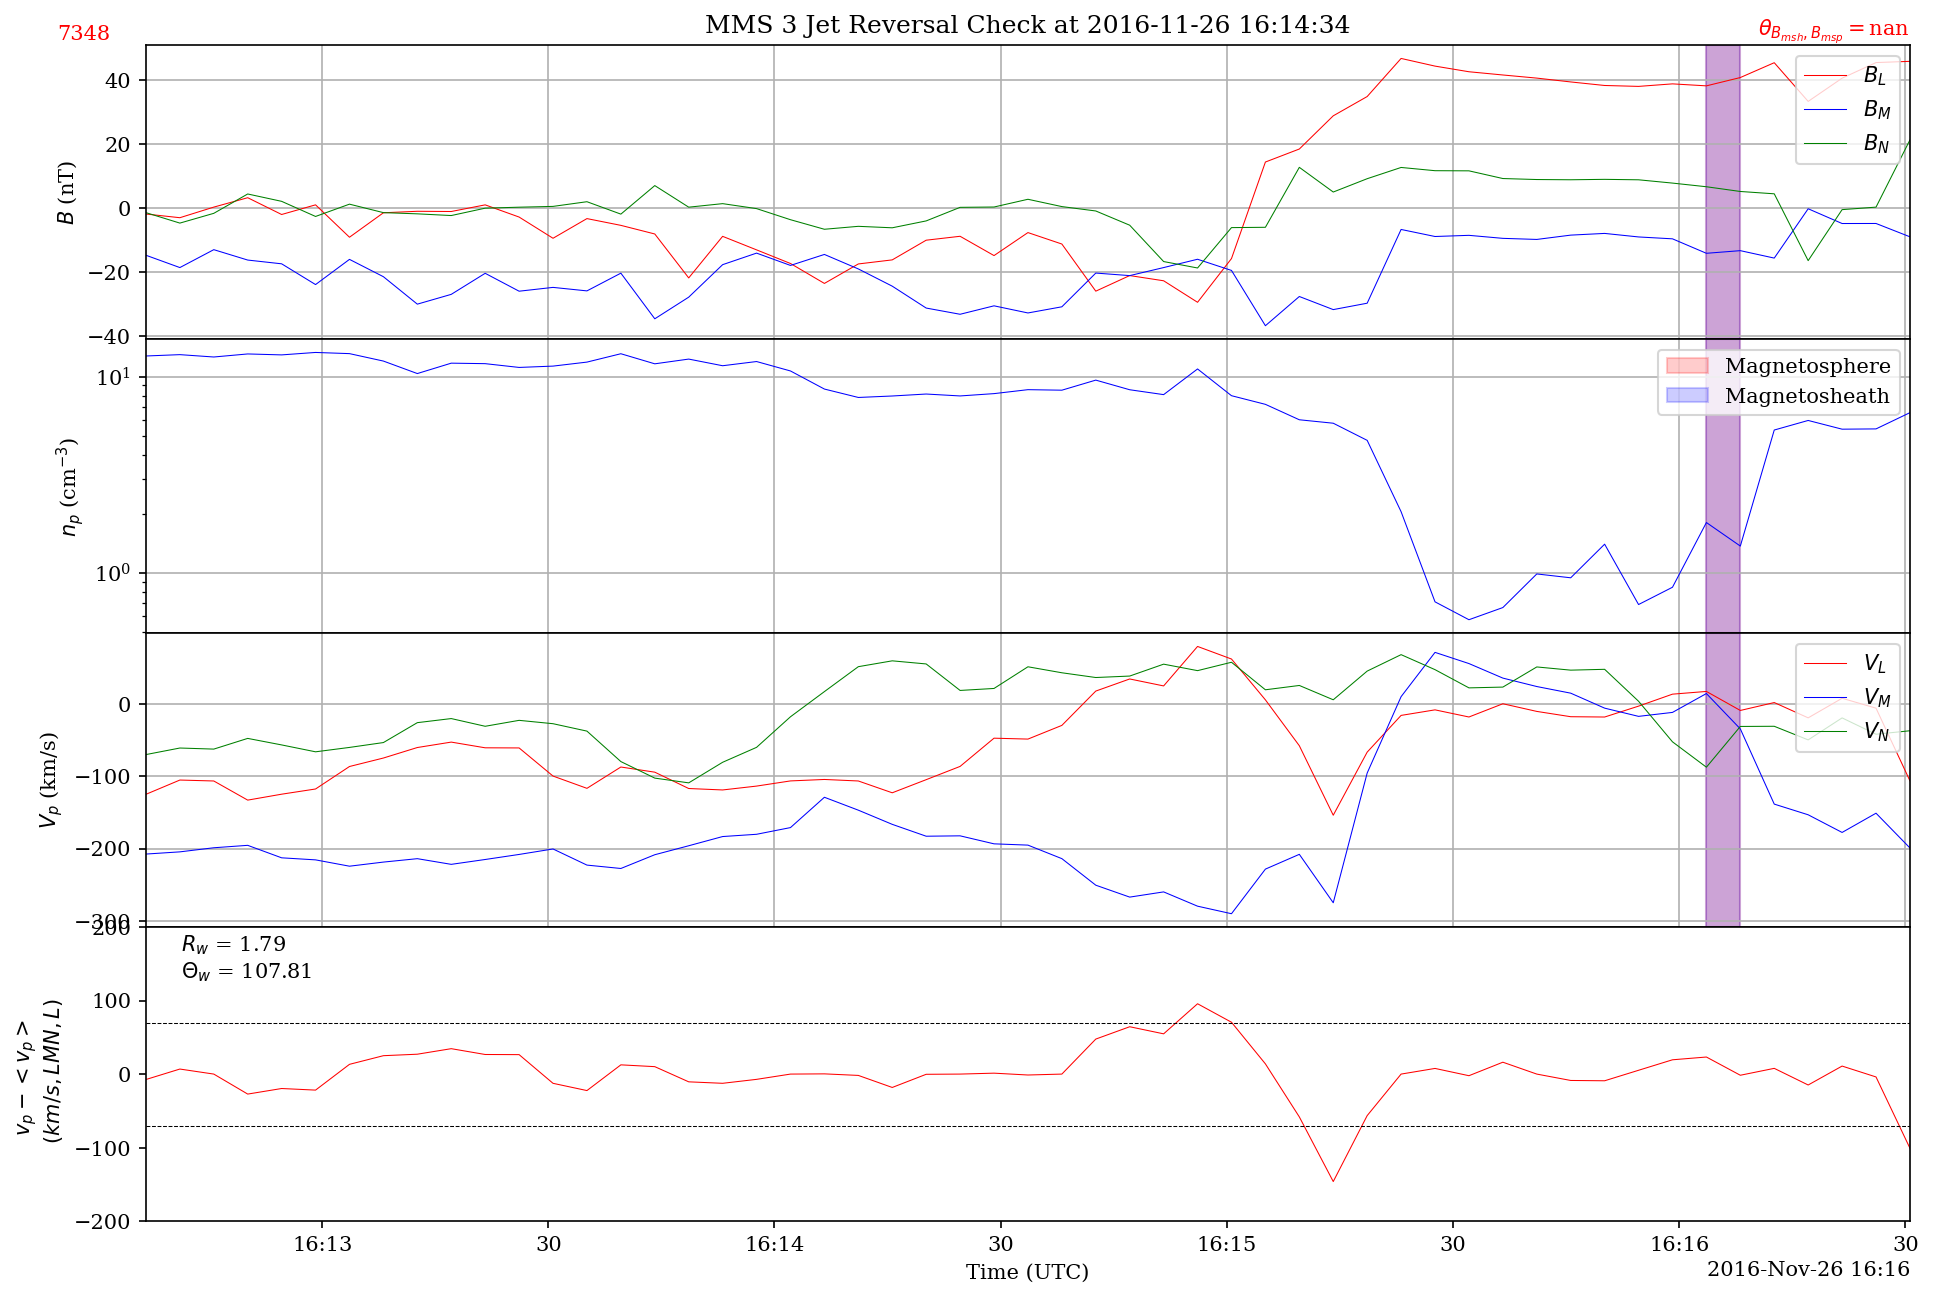 7348
MMS 3 Jet Reversal Check at 2016-11-26 16:14:34
θ_{B_{msh}, B_{msp}} = nan
40
20
0
−20
−40
B (nT)
B_L
B_M
B_N
10^1
10^0
n_p (cm^{−3})
Magnetosphere
Magnetosheath
0
−100
−200
−300
V_p (km/s)
V_L
V_M
V_N
200
100
0
−100
−200
v_p − < v_p >
(km/s, LMN, L)
R_w = 1.79
Θ_w = 107.81
16:13
30
16:14
30
16:15
30
16:16
30
Time (UTC)
2016-Nov-26 16:16